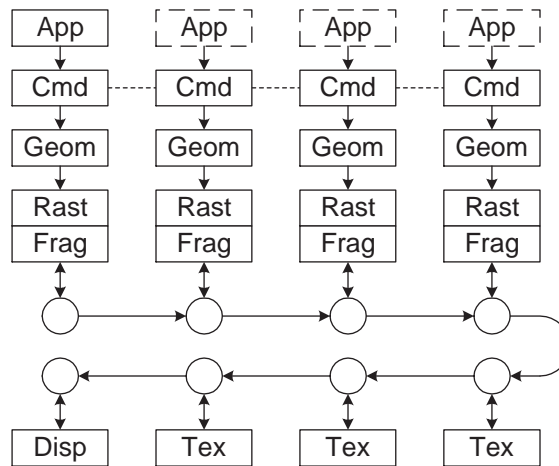 App App App App
Cmd Cmd Cmd Cmd
Geom Geom Geom Geom
Rast Rast Rast Rast
Frag Frag Frag Frag
Disp Tex Tex Tex